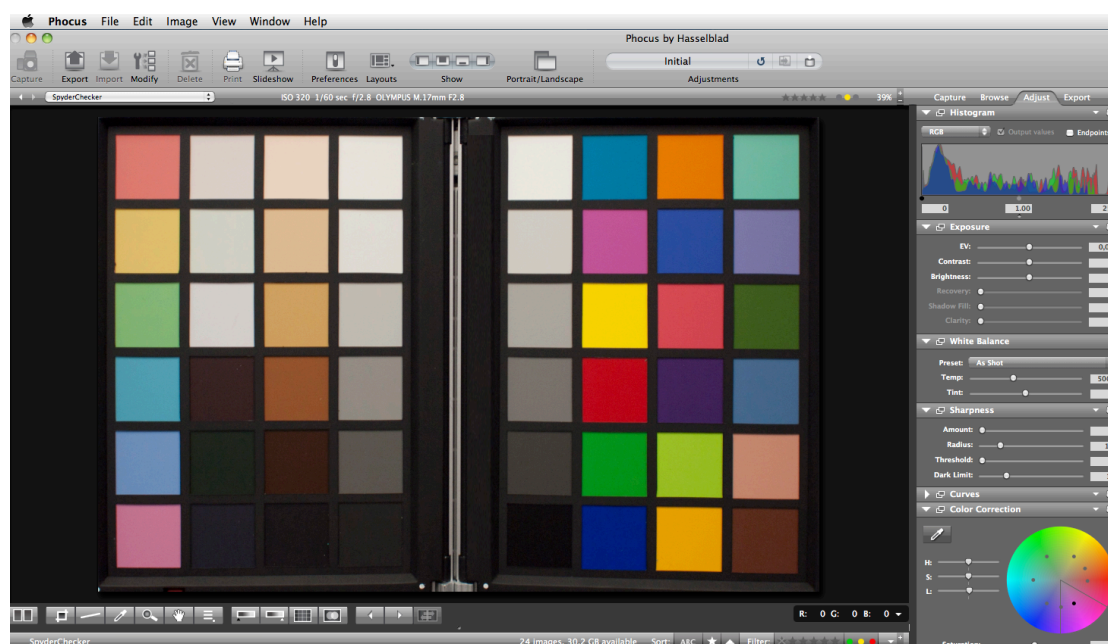 Phocus File Edit Image View Window Help
Phocus by Hasselblad
Initial
Capture Export Import Modify Delete Print Slideshow Preferences Layouts Show Portrait/Landscape Adjustments
SpyderChecker ISO 320 1/60 sec f/2.8 OLYMPUS M.17mm F2.8 39% Capture Browse Adjust Export
Histogram
RGB Output values
0 1.00
Exposure
EV:
Contrast:
Brightness:
Recovery:
Shadow Fill:
Clarity:
White Balance
Preset: As Shot
Temp:
Tint:
Sharpness
Amount:
Radius:
Threshold:
Dark Limit:
Curves
Color Correction
H:
S:
L:
R: 0 G: 0 B: 0
SpyderChecker 24 images, 30.2 GB available Sort: ABC Filter: